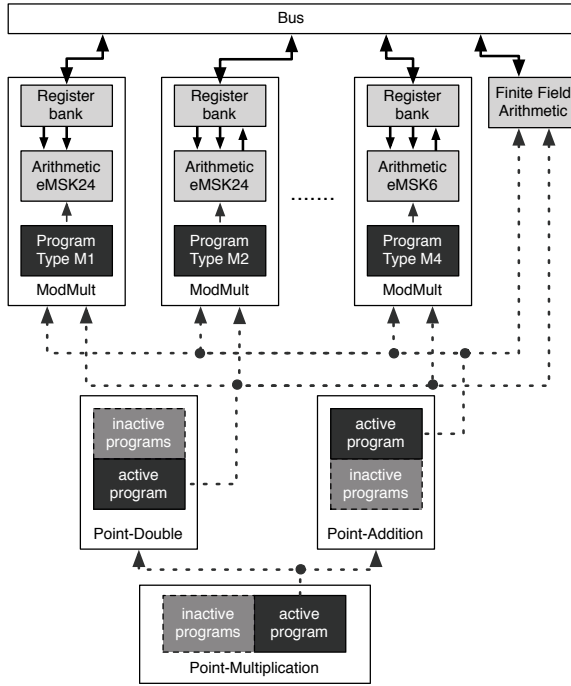 Bus
Register
bank
Arithmetic
eMSK24
Program
Type M1
ModMult
Register
bank
Arithmetic
eMSK24
Program
Type M2
ModMult
Register
bank
Arithmetic
eMSK6
Program
Type M4
ModMult
Finite Field
Arithmetic
inactive
programs
active
program
Point-Double
active
program
inactive
programs
Point-Addition
inactive
programs
active
program
Point-Multiplication